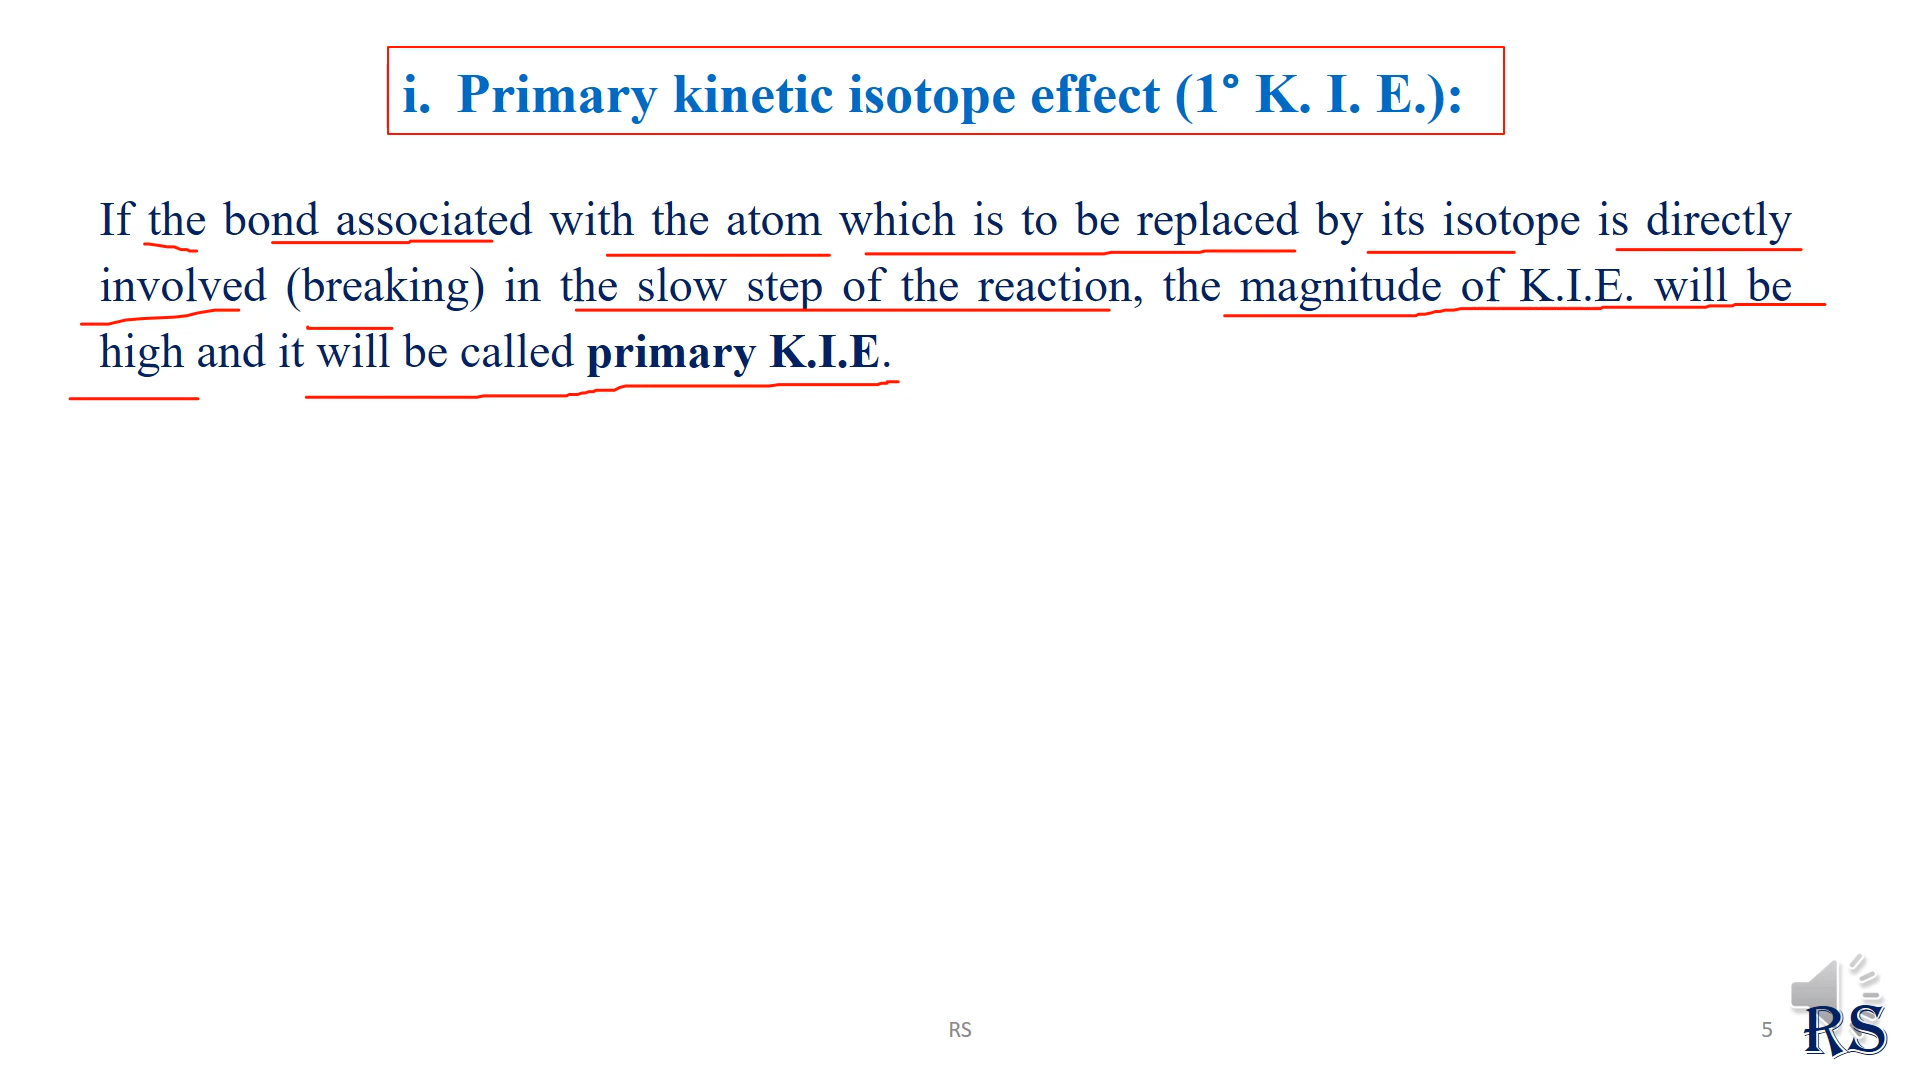 i. Primary kinetic isotope effect (1° K. I. E.):
If the bond associated with the atom which is to be replaced by its isotope is directly
involved (breaking) in the slow step of the reaction, the magnitude of K.I.E. will be
high and it will be called primary K.I.E.
RS
5
RS